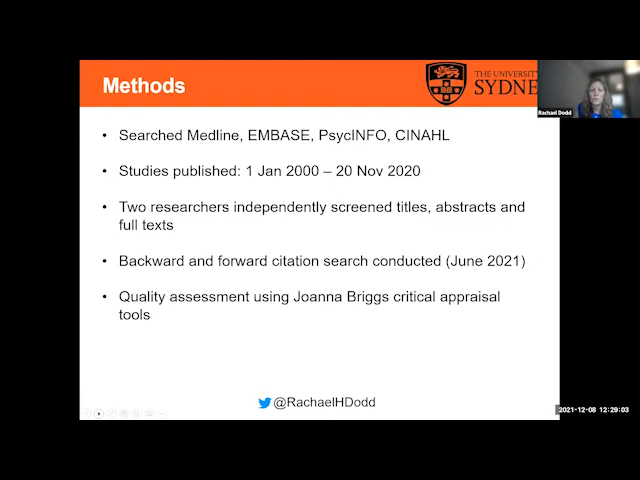 Methods
THE UNIVERSITY
SYDNE
Rachael Dodd
• Searched Medline, EMBASE, PsycINFO, CINAHL
• Studies published: 1 Jan 2000 – 20 Nov 2020
• Two researchers independently screened titles, abstracts and
full texts
• Backward and forward citation search conducted (June 2021)
• Quality assessment using Joanna Briggs critical appraisal
tools
@RachaelHDodd
2021-12-08 12:29:03